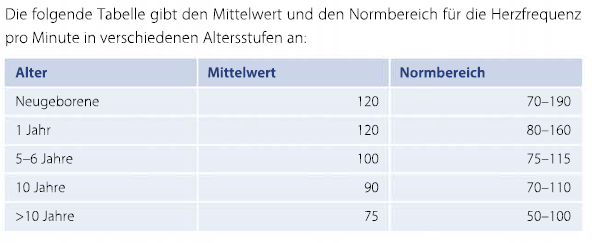 Die folgende Tabelle gibt den Mittelwert und den Normbereich für die Herzfrequenz
pro Minute in verschiedenen Altersstufen an:
Alter Mittelwert Normbereich
Neugeborene 120 70–190
1 Jahr 120 80–160
5–6 Jahre 100 75–115
10 Jahre 90 70–110
>10 Jahre 75 50–100